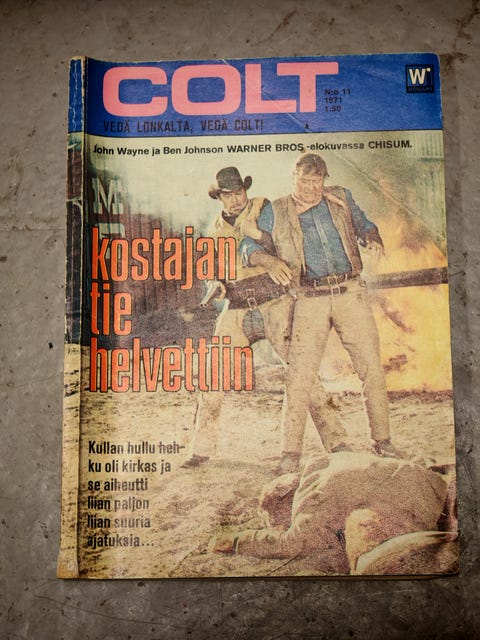 COLT
N:o 11
1971
1:50
W
VEDÄ LONKALTA, VEDÄ COLT!
John Wayne ja Ben Johnson WARNER BROS.-elokuvassa CHISUM.
M
kostajan
tie
helvettiin
Kullan hullu heh-
ku oli kirkas ja
se aiheutti
liian paljon
liian suuria
ajatuksia...